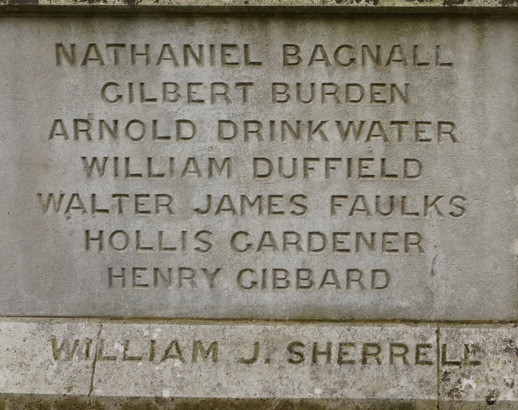 NATHANIEL BAGNALL
GILBERT BURDEN
ARNOLD DRINKWATER
WILLIAM DUFFIELD
WALTER JAMES FAULKS
HOLLIS GARDENER
HENRY GIBBARD
WILLIAM J. SHERRELL